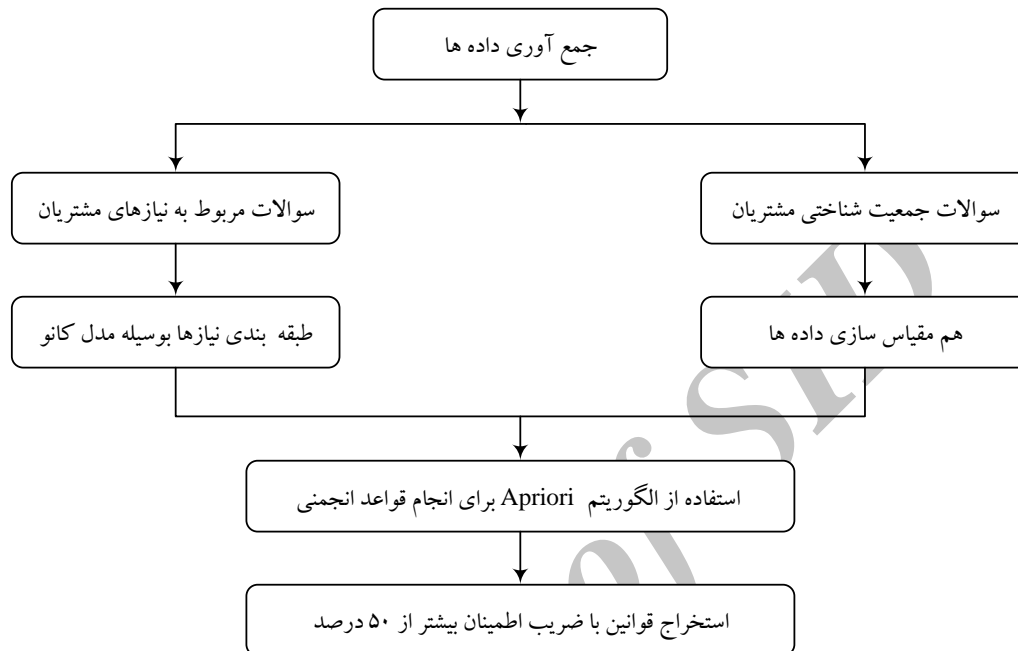 جمع آوری داده ها
سوالات جمعیت شناختی مشتریان
سوالات مربوط به نیازهای مشتریان
هم مقیاس سازی داده ها
طبقه بندی نیازها بوسیله مدل کانو
استفاده از الگوریتم Apriori برای انجام قواعد انجمنی
استخراج قوانین با ضریب اطمینان بیشتر از ۵۰ درصد
of SID